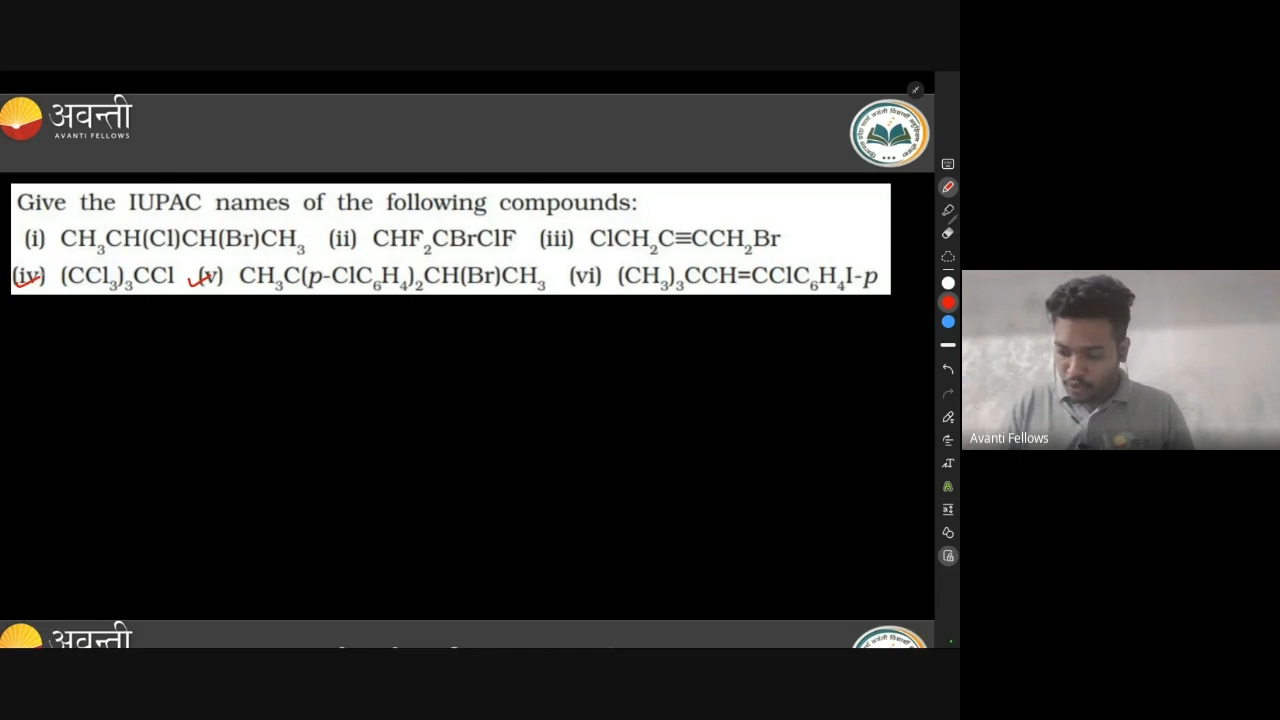 अवन्ती
AVANTI FELLOWS
Give the IUPAC names of the following compounds:
(i) CH₃CH(Cl)CH(Br)CH₃ (ii) CHF₂CBrClF (iii) ClCH₂C≡CCH₂Br
(iv) (CCl₃)₃CCl (v) CH₃C(p-ClC₆H₄)₂CH(Br)CH₃ (vi) (CH₃)₃CCH=CClC₆H₄I-p
Avanti Fellows
अवन्ती